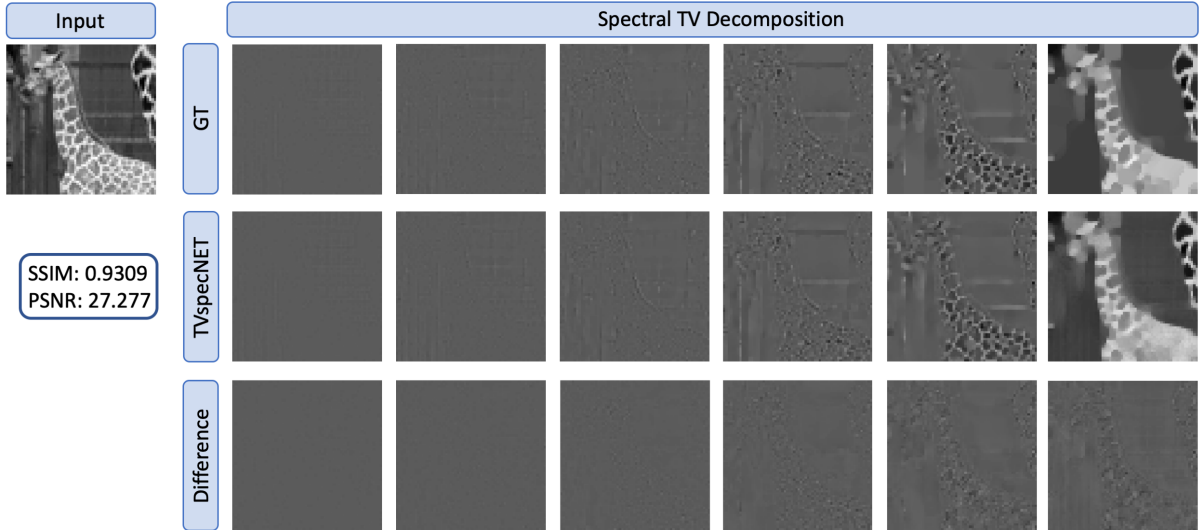 Input
Spectral TV Decomposition
GT
TVspecNET
SSIM: 0.9309
PSNR: 27.277
Difference